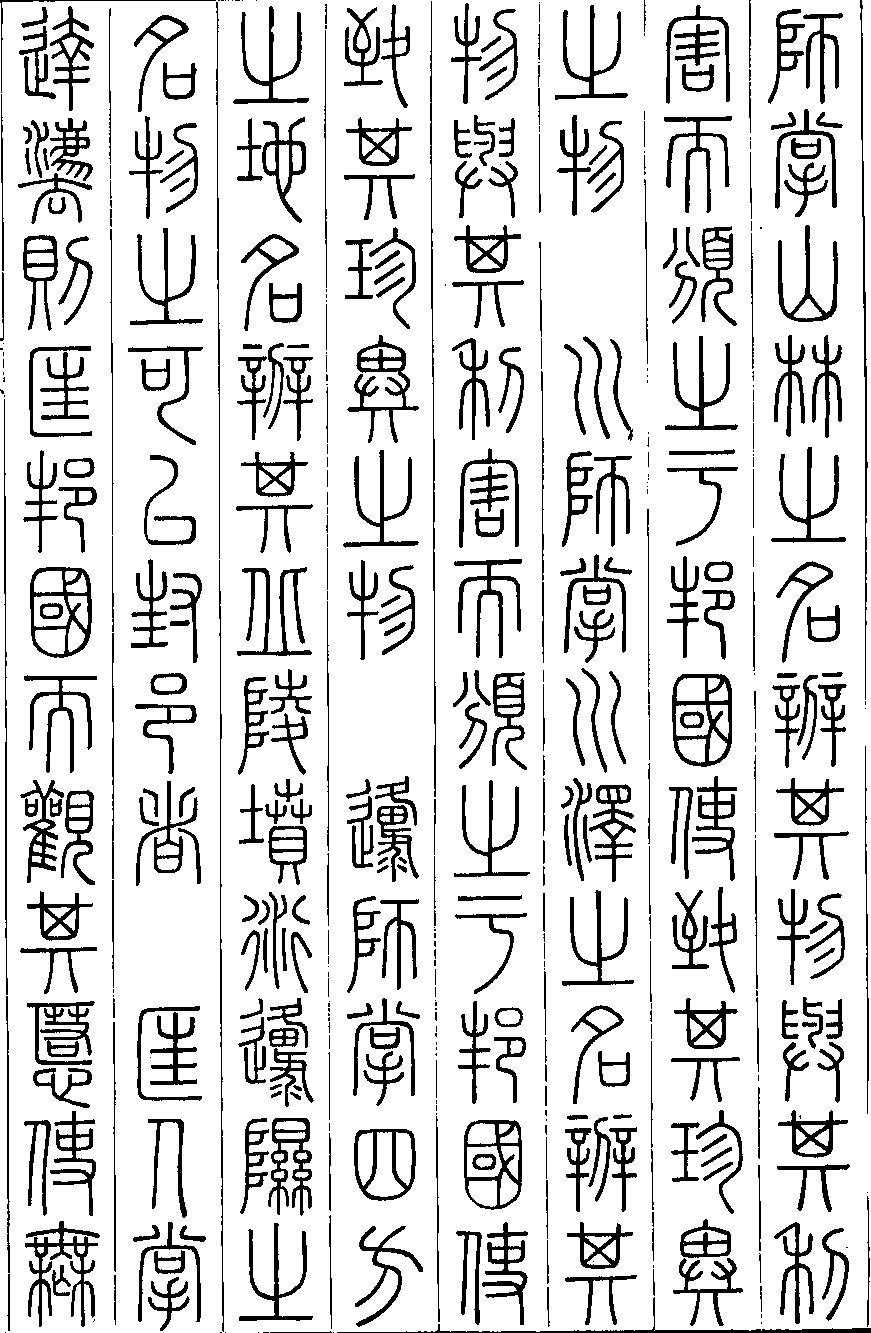 師掌山林之名辨其物與其利
害而頒之于邦國使致其珍異
之物　川師掌川澤之名辨其
物與其利害而頒之于邦國使
致其珍異之物　邍師掌四方
之地名辨其丘陵墳衍邍隰之
名物之可以封邑者　匡人掌
達灋則匡邦國而觀其慝使無